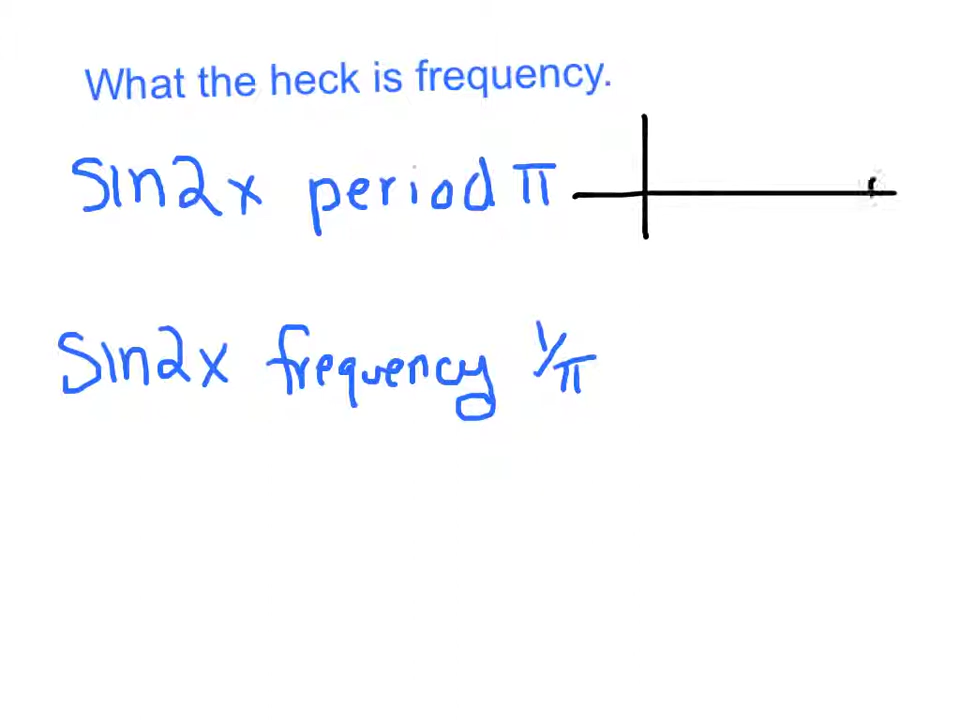 What the heck is frequency.
Sin2x period π
Sin2x frequency 1/π